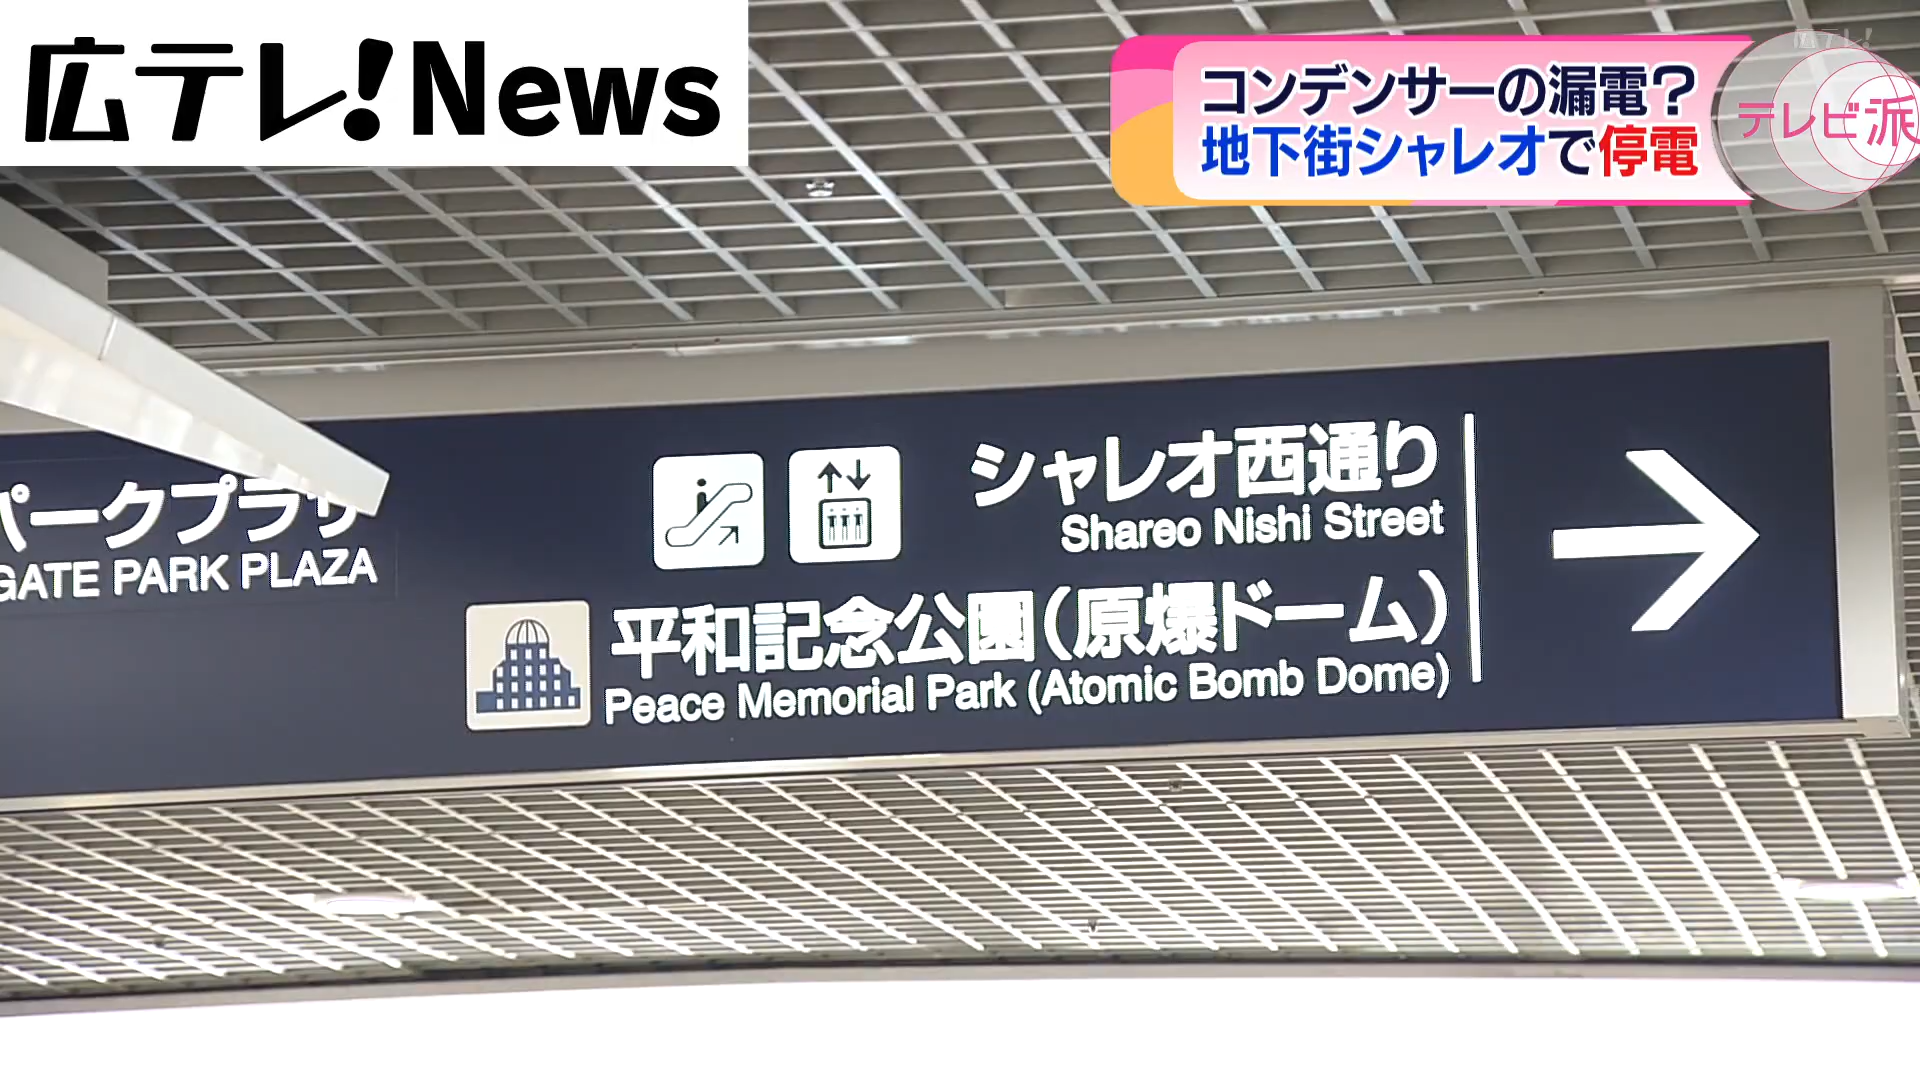 広テレ!News
広テレ!
コンデンサーの漏電？
地下街シャレオで停電
テレビ派
パークプラザ
GATE PARK PLAZA
シャレオ西通り
Shareo Nishi Street
平和記念公園(原爆ドーム)
Peace Memorial Park (Atomic Bomb Dome)